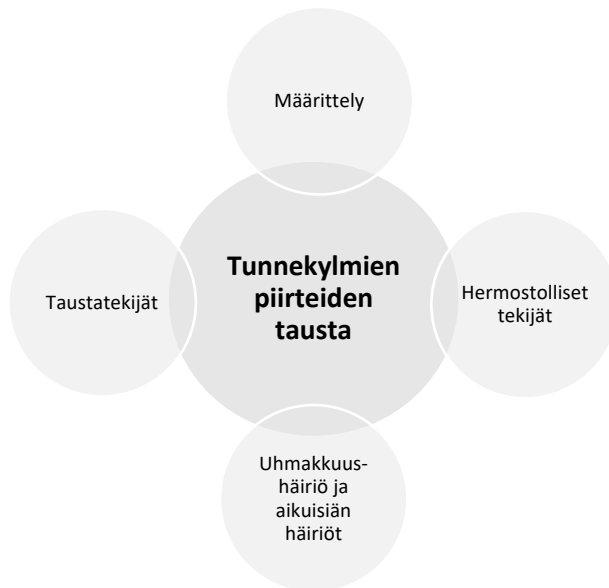 Määrittely
Tunnekylmien
piirteiden
tausta
Taustatekijät
Hermostolliset
tekijät
Uhmakkuus-
häiriö ja
aikuisiän
häiriöt